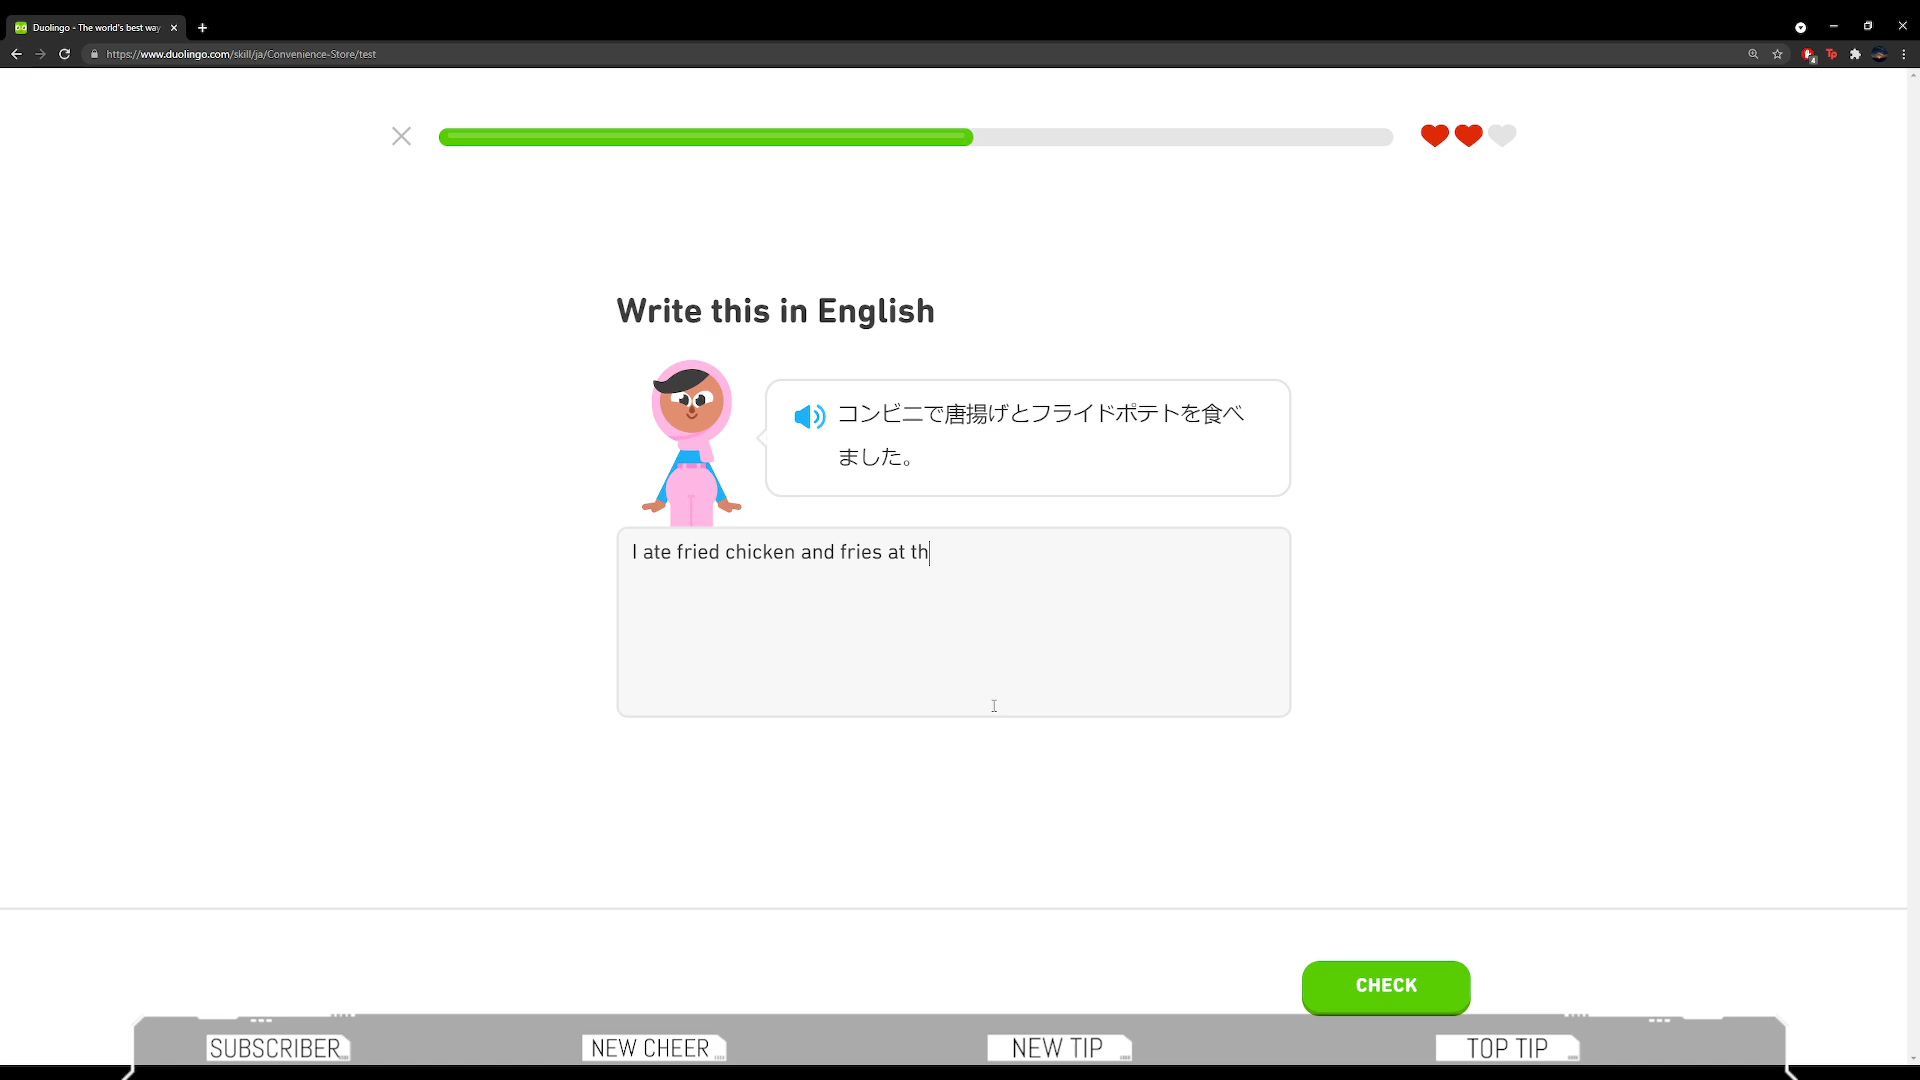 Duolingo - The world's best way
https://www.duolingo.com/skill/ja/Convenience-Store/test
4
Tp
Write this in English
コンビニで唐揚げとフライドポテトを食べ
ました。
I ate fried chicken and fries at th
CHECK
SUBSCRIBER
NEW CHEER
NEW TIP
TOP TIP